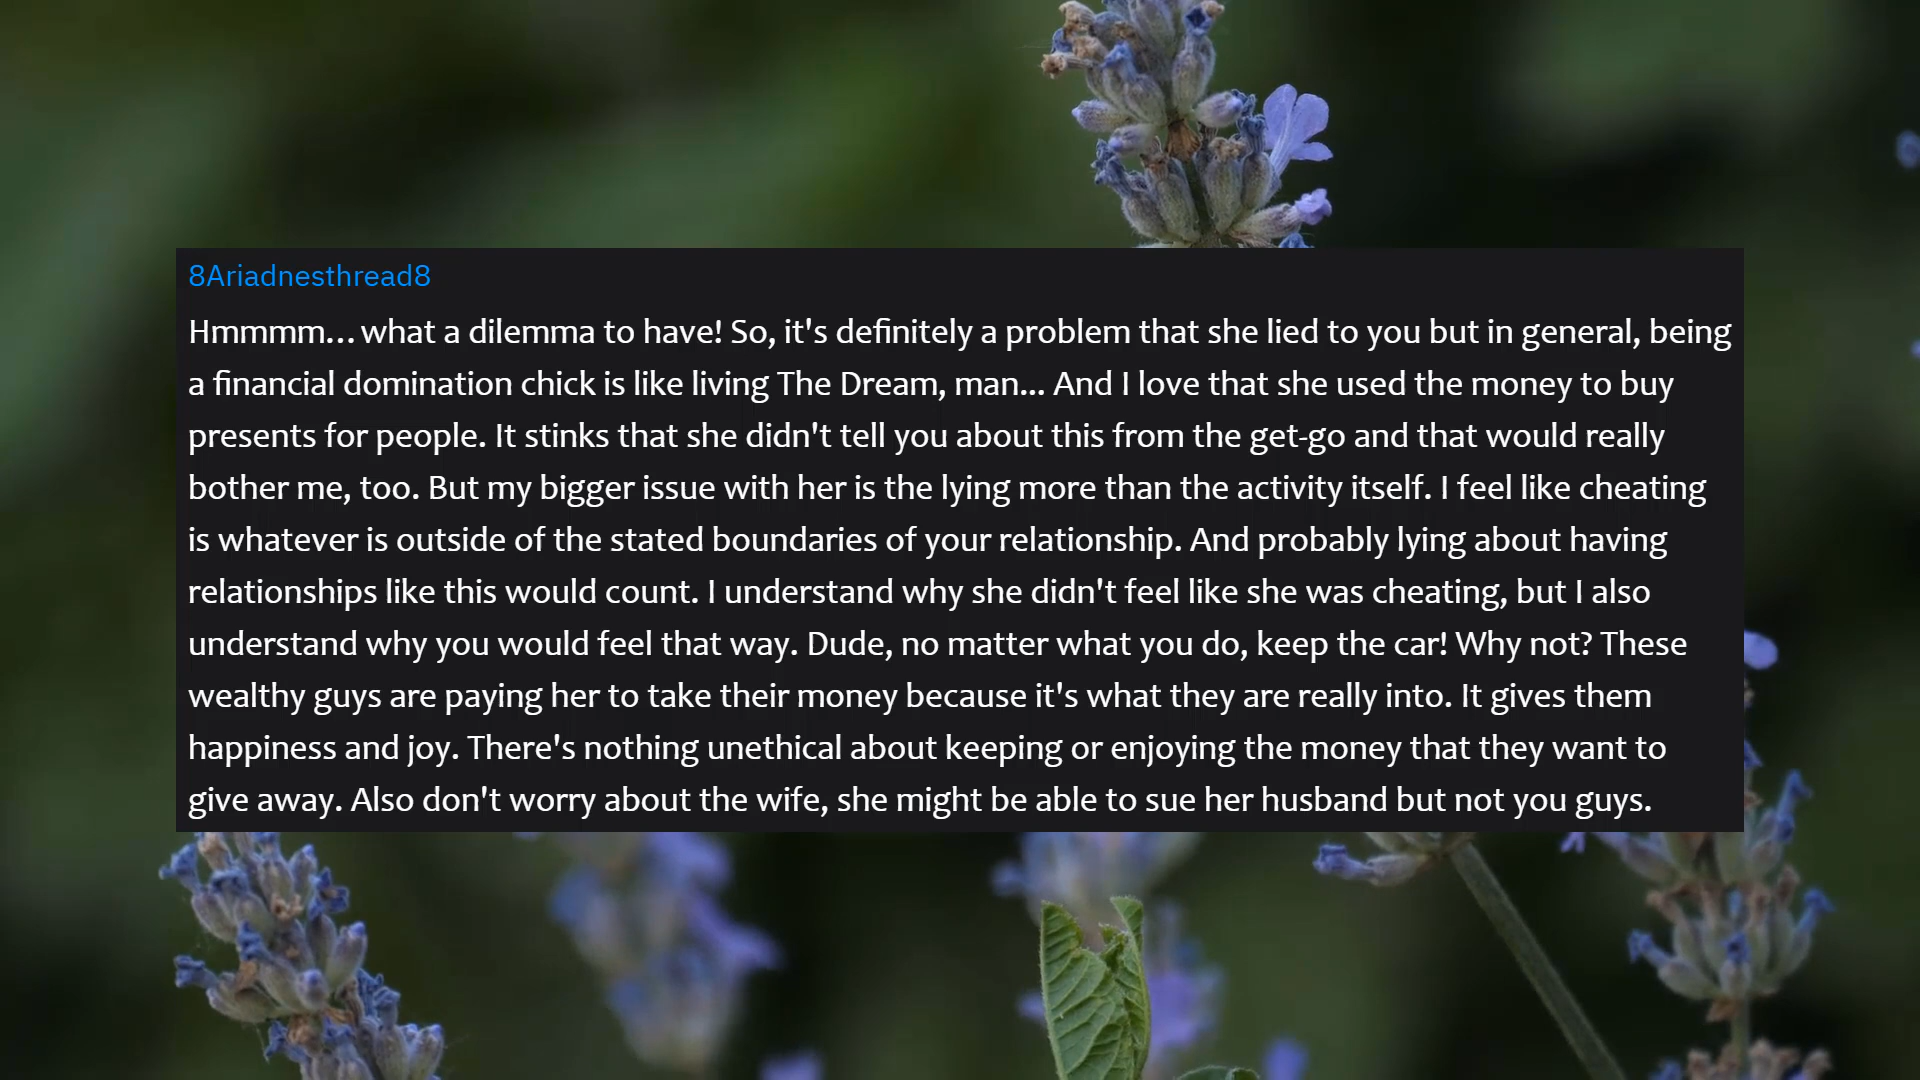 8Ariadnesthread8
Hmmmm... what a dilemma to have! So, it's definitely a problem that she lied to you but in general, being
a financial domination chick is like living The Dream, man... And I love that she used the money to buy
presents for people. It stinks that she didn't tell you about this from the get-go and that would really
bother me, too. But my bigger issue with her is the lying more than the activity itself. I feel like cheating
is whatever is outside of the stated boundaries of your relationship. And probably lying about having
relationships like this would count. I understand why she didn't feel like she was cheating, but I also
understand why you would feel that way. Dude, no matter what you do, keep the car! Why not? These
wealthy guys are paying her to take their money because it's what they are really into. It gives them
happiness and joy. There's nothing unethical about keeping or enjoying the money that they want to
give away. Also don't worry about the wife, she might be able to sue her husband but not you guys.